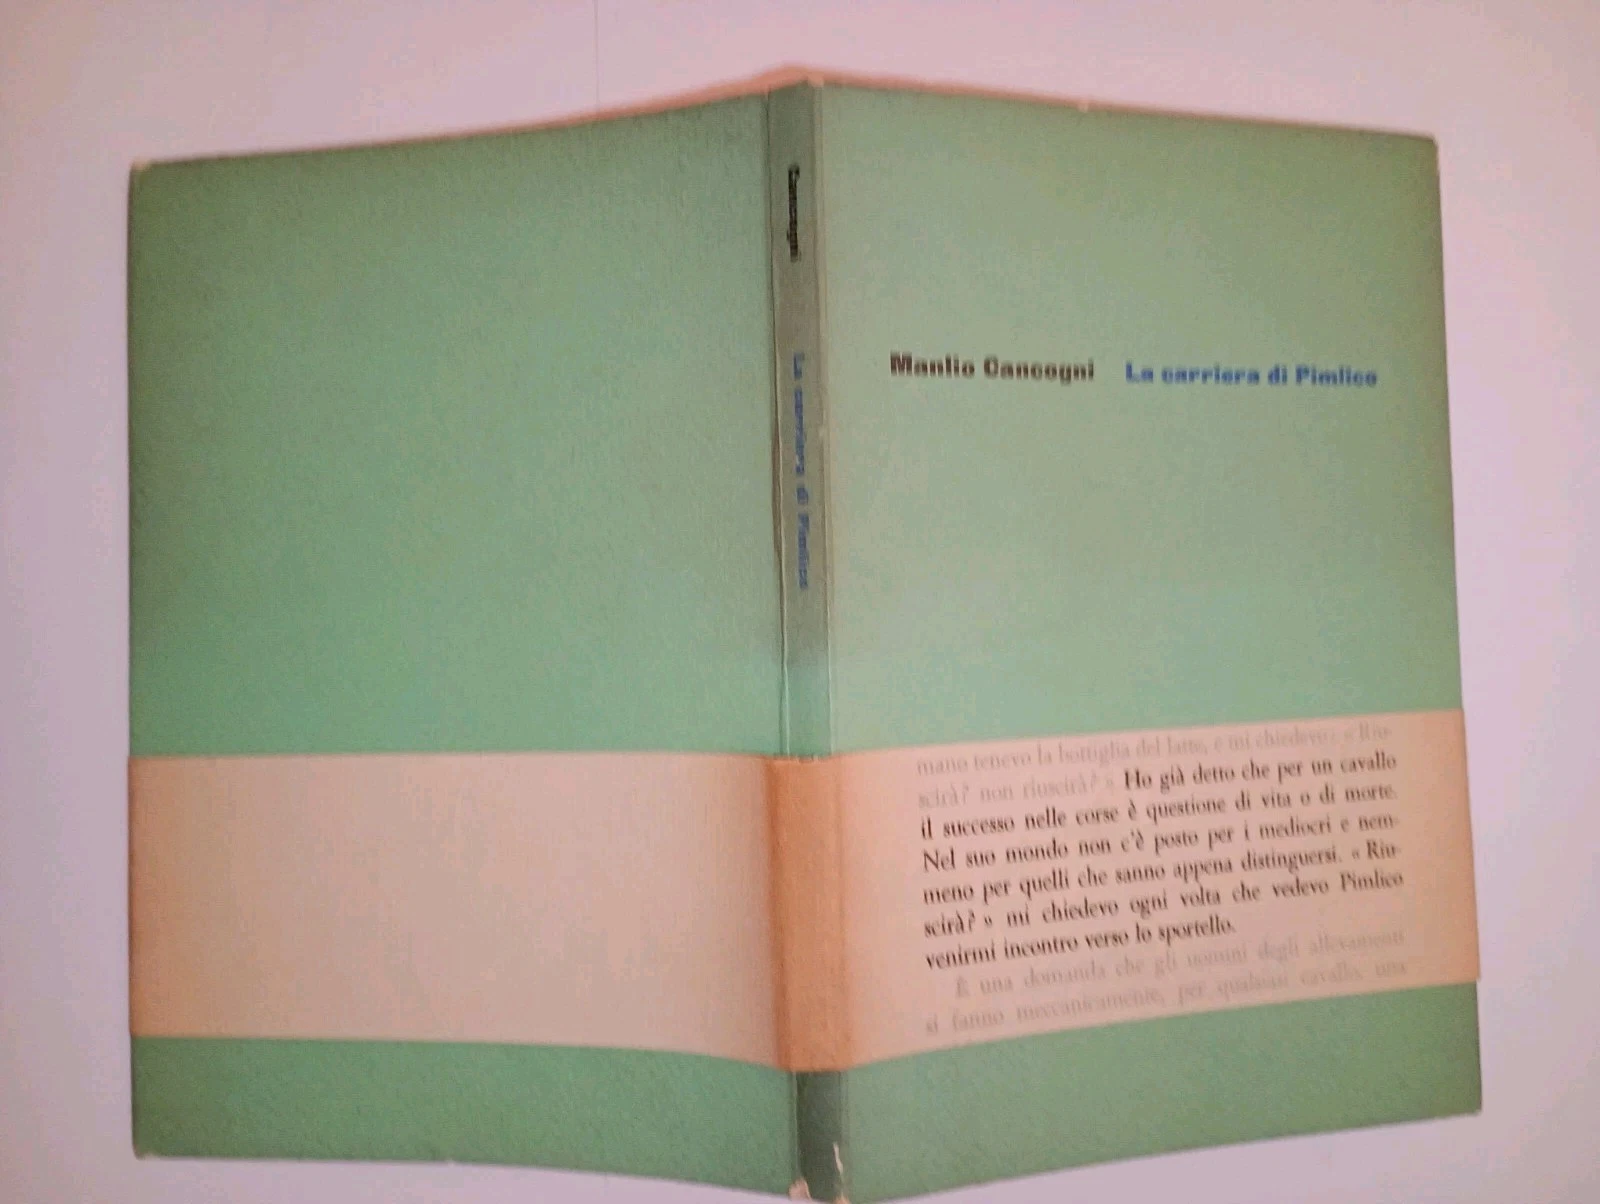 Cancogni
La carriera di Pimlico
Manlio Cancogni La carriera di Pimlico
mano tenevo la bottiglia del latte, e mi chiedevo: « Riu-
scirà? non riuscirà? » Ho già detto che per un cavallo
il successo nelle corse è questione di vita o di morte.
Nel suo mondo non c'è posto per i mediocri e nem-
meno per quelli che sanno appena distinguersi. « Riu-
scirà? » mi chiedevo ogni volta che vedevo Pimlico
venirmi incontro verso lo sportello.
È una domanda che gli uomini degli allevamenti
si fanno meccanicamente, per qualsiasi cavallo, una